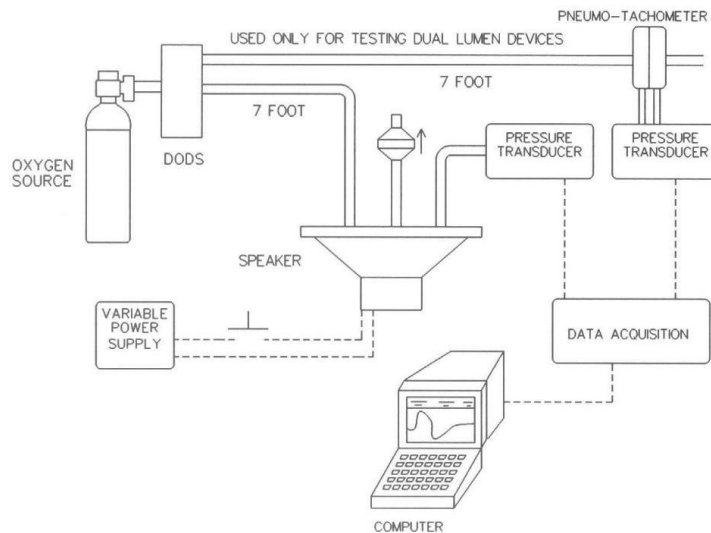 PNEUMO-TACHOMETER
USED ONLY FOR TESTING DUAL LUMEN DEVICES
7 FOOT
7 FOOT
OXYGEN
SOURCE
DODS
PRESSURE
TRANSDUCER
PRESSURE
TRANSDUCER
SPEAKER
VARIABLE
POWER
SUPPLY
DATA ACQUISITION
COMPUTER